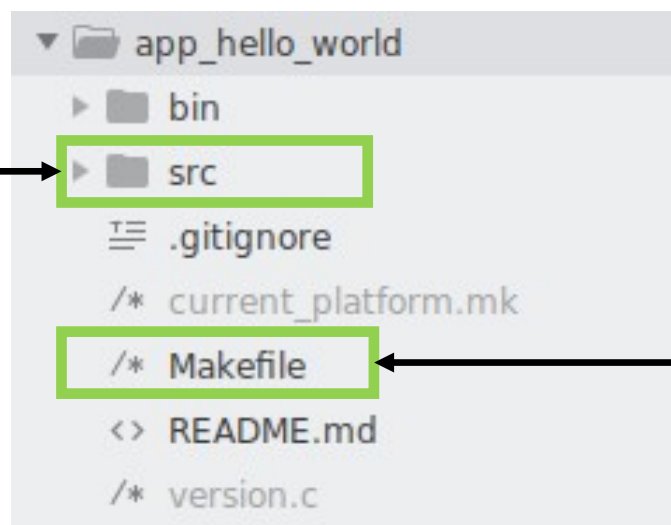 app_hello_world
bin
src
.gitignore
/* current_platform.mk
/* Makefile
<> README.md
/* version.c